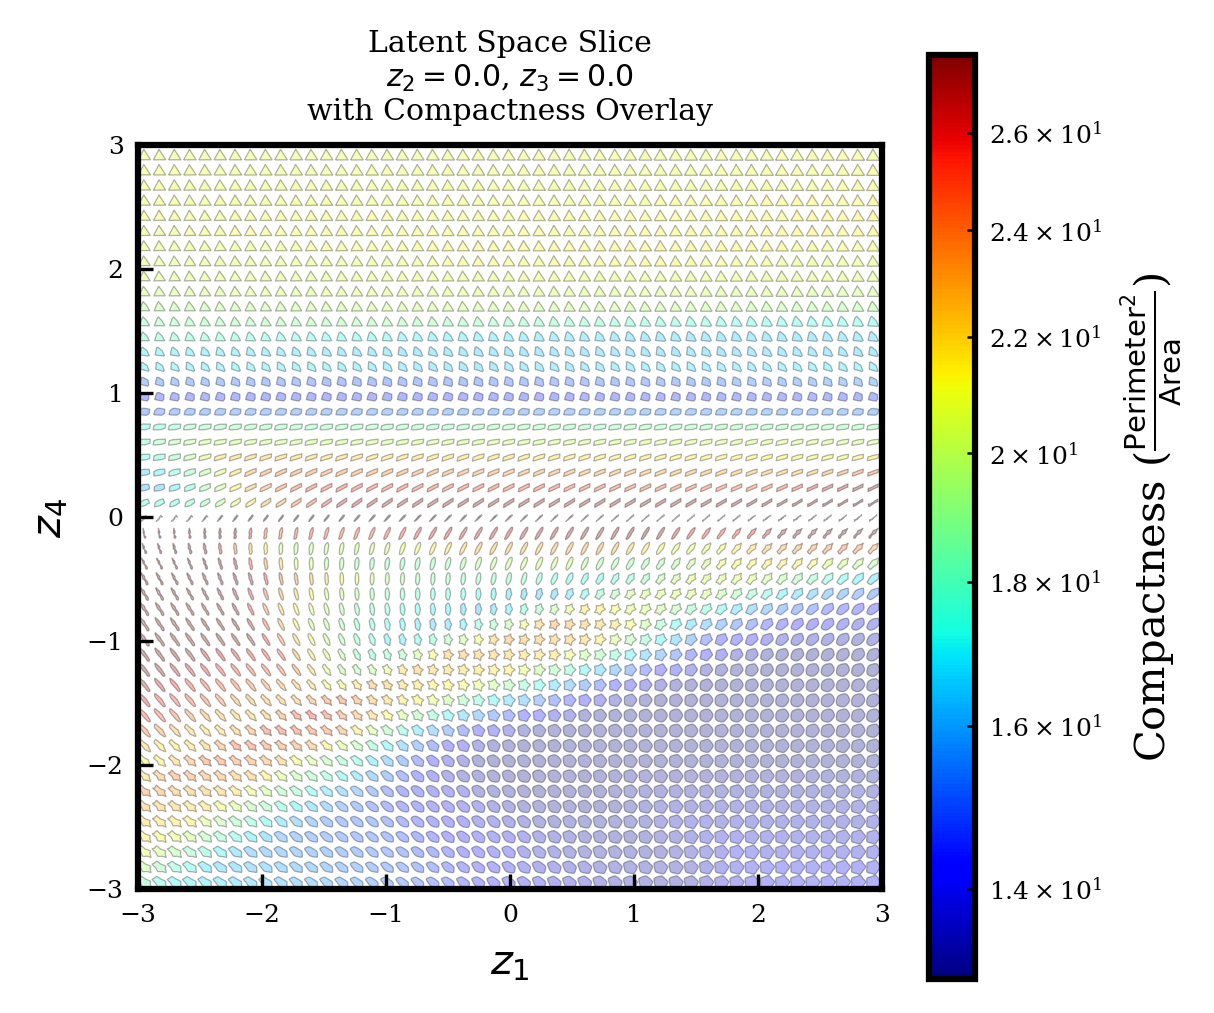 Latent Space Slice
z₂ = 0.0, z₃ = 0.0
with Compactness Overlay
3
2
1
0
−1
−2
−3
z₄
−3
−2
−1
0
1
2
3
z₁
2.6 × 10¹
2.4 × 10¹
2.2 × 10¹
2 × 10¹
1.8 × 10¹
1.6 × 10¹
1.4 × 10¹
Compactness (Perimeter²/Area)